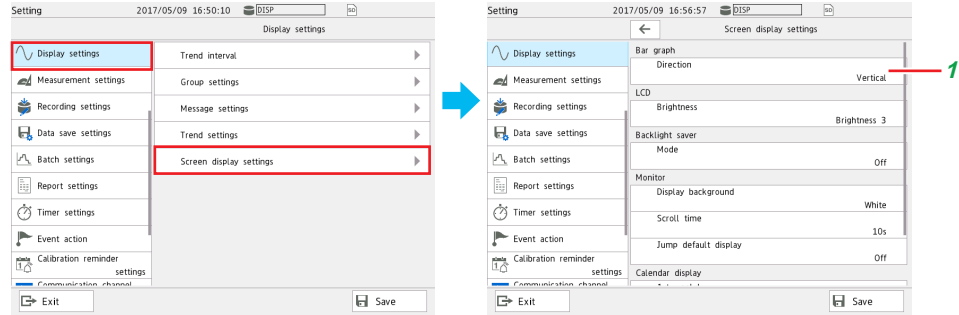 Setting
2017/05/09 16:50:10
DISP
SD
Display settings
Display settings
Measurement settings
Recording settings
Data save settings
Batch settings
Report settings
Timer settings
Event action
Calibration reminder
settings
Communication channel
Trend interval
Group settings
Message settings
Trend settings
Screen display settings
Exit
Save
Setting
2017/05/09 16:56:57
DISP
SD
Screen display settings
Display settings
Measurement settings
Recording settings
Data save settings
Batch settings
Report settings
Timer settings
Event action
Calibration reminder
settings
Communication channel
Bar graph
Direction
Vertical
LCD
Brightness
Brightness 3
Backlight saver
Mode
Off
Monitor
Display background
White
Scroll time
10s
Jump default display
Off
Calendar display
Exit
Save
1